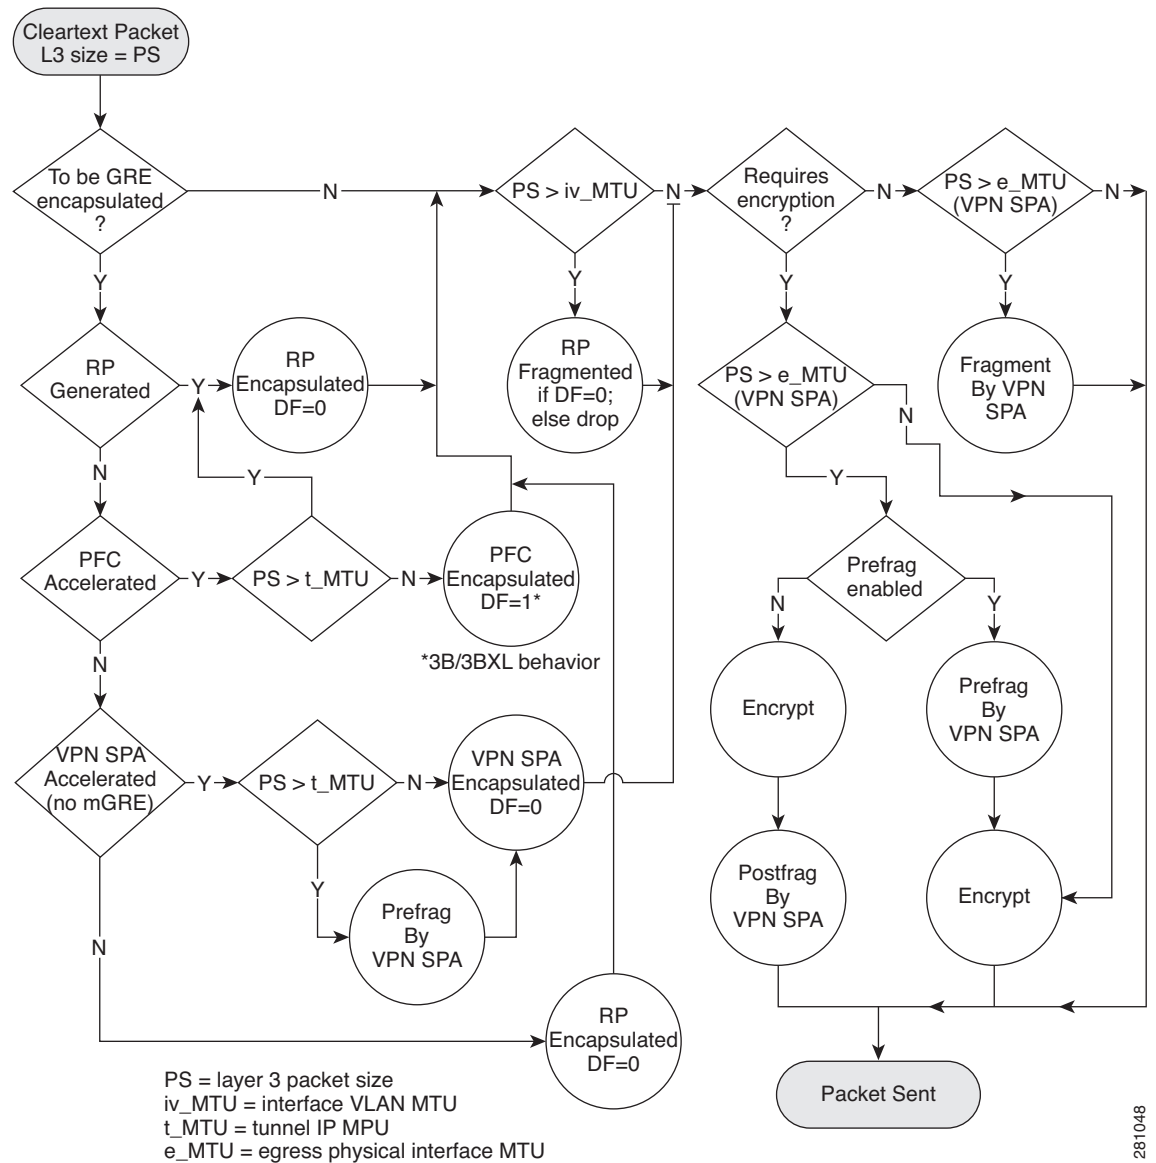 Cleartext Packet
L3 size = PS
To be GRE
encapsulated
?
N
PS > iv_MTU
N
Requires
encryption
?
N
PS > e_MTU
(VPN SPA)
N
Y
Y
Y
Y
RP
Generated
Y
RP
Encapsulated
DF=0
RP
Fragmented
if DF=0;
else drop
PS > e_MTU
(VPN SPA)
N
Fragment
By VPN
SPA
N
Y
Y
PFC
Accelerated
Y
PS > t_MTU
N
PFC
Encapsulated
DF=1*
*3B/3BXL behavior
Prefrag
enabled
N
Y
N
Encrypt
Prefrag
By
VPN SPA
VPN SPA
Accelerated
(no mGRE)
Y
PS > t_MTU
N
VPN SPA
Encapsulated
DF=0
Y
Prefrag
By
VPN SPA
Postfrag
By
VPN SPA
Encrypt
N
RP
Encapsulated
DF=0
Packet Sent
PS = layer 3 packet size
iv_MTU = interface VLAN MTU
t_MTU = tunnel IP MPU
e_MTU = egress physical interface MTU
281048